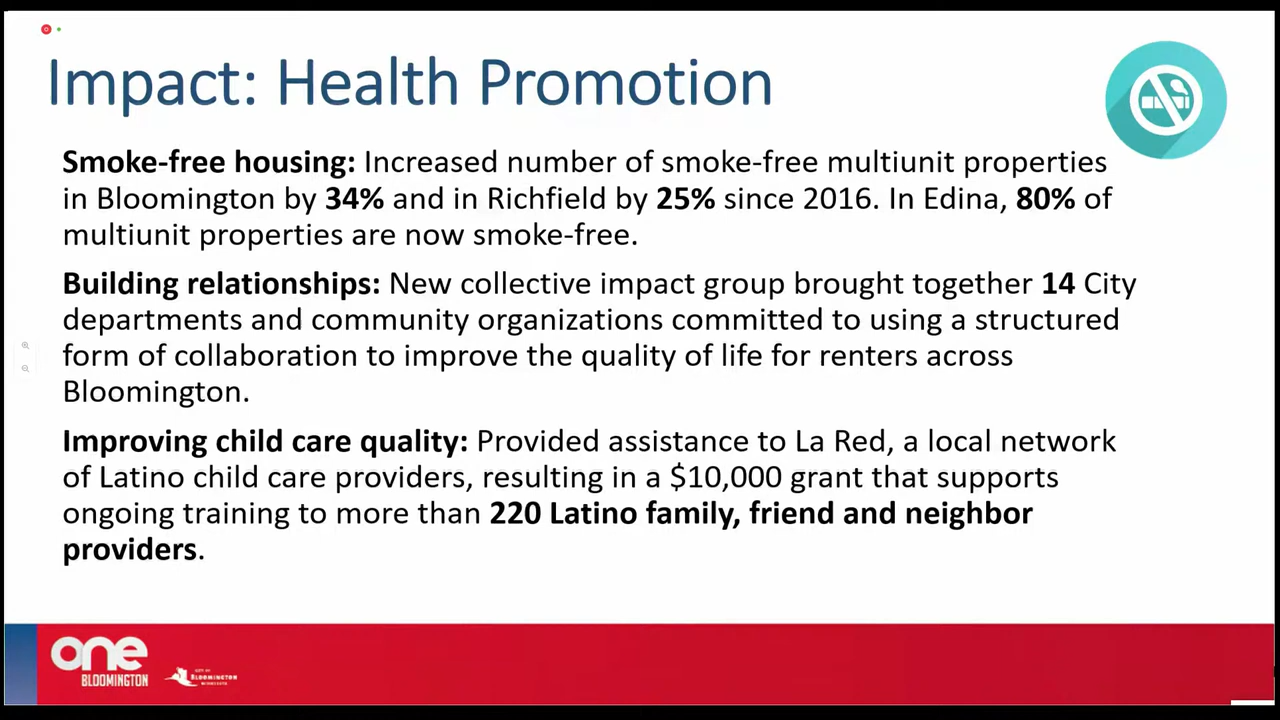 Impact: Health Promotion
Smoke-free housing: Increased number of smoke-free multiunit properties
in Bloomington by 34% and in Richfield by 25% since 2016. In Edina, 80% of
multiunit properties are now smoke-free.
Building relationships: New collective impact group brought together 14 City
departments and community organizations committed to using a structured
form of collaboration to improve the quality of life for renters across
Bloomington.
Improving child care quality: Provided assistance to La Red, a local network
of Latino child care providers, resulting in a $10,000 grant that supports
ongoing training to more than 220 Latino family, friend and neighbor
providers.
one
BLOOMINGTON
CITY OF
BLOOMINGTON
MINNESOTA